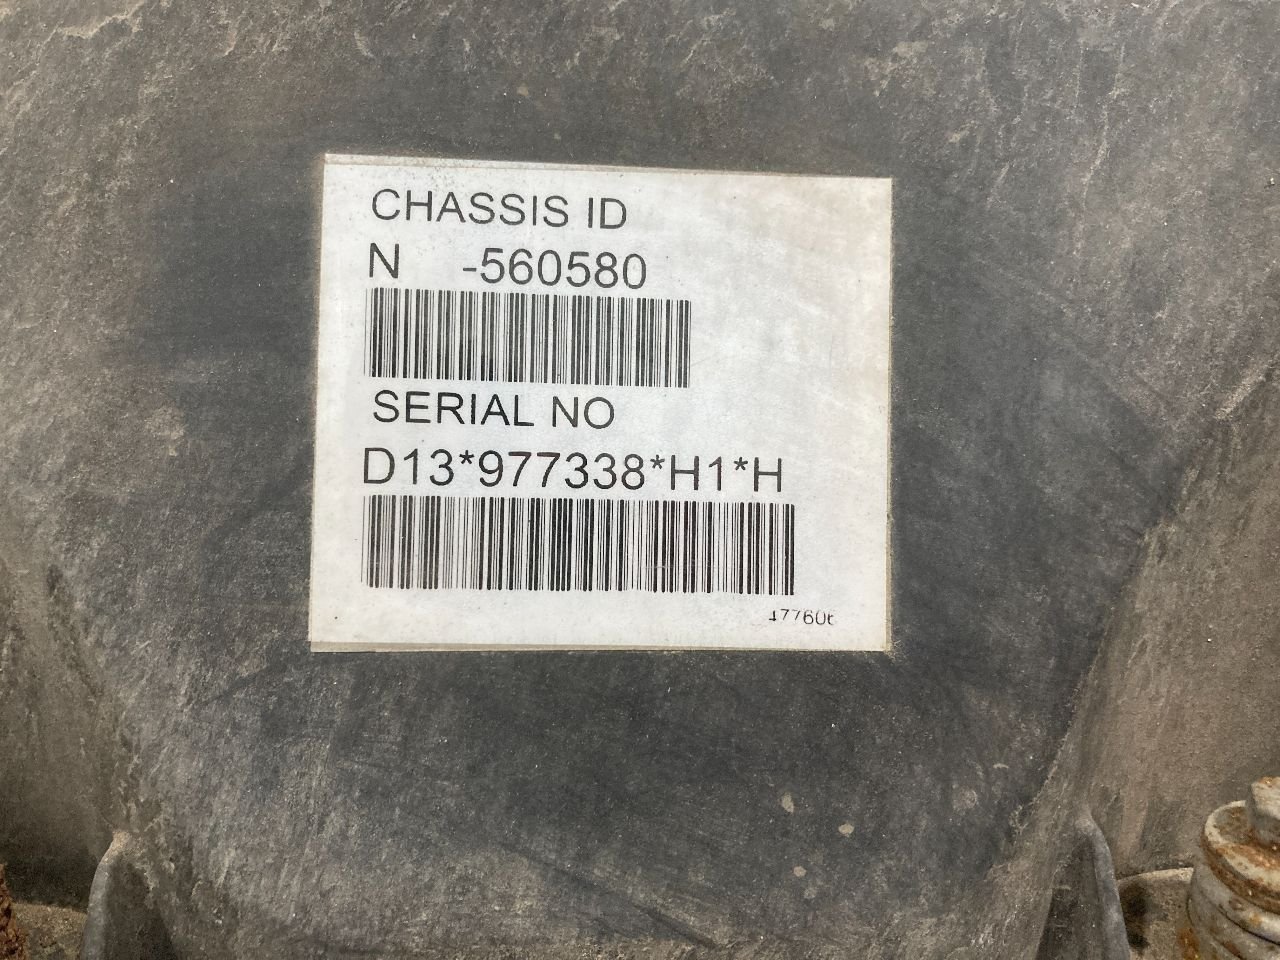 CHASSIS ID
N -560580
SERIAL NO
D13*977338*H1*H